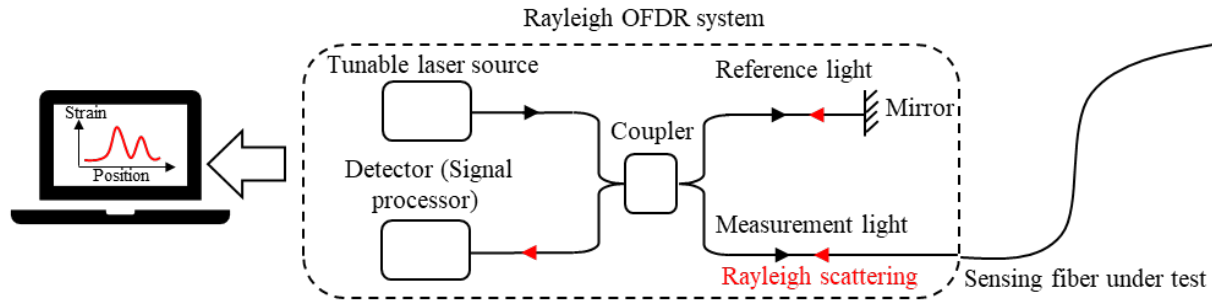 Rayleigh OFDR system
Tunable laser source
Reference light
Mirror
Coupler
Strain
Position
Detector (Signal
processor)
Measurement light
Rayleigh scattering
Sensing fiber under test